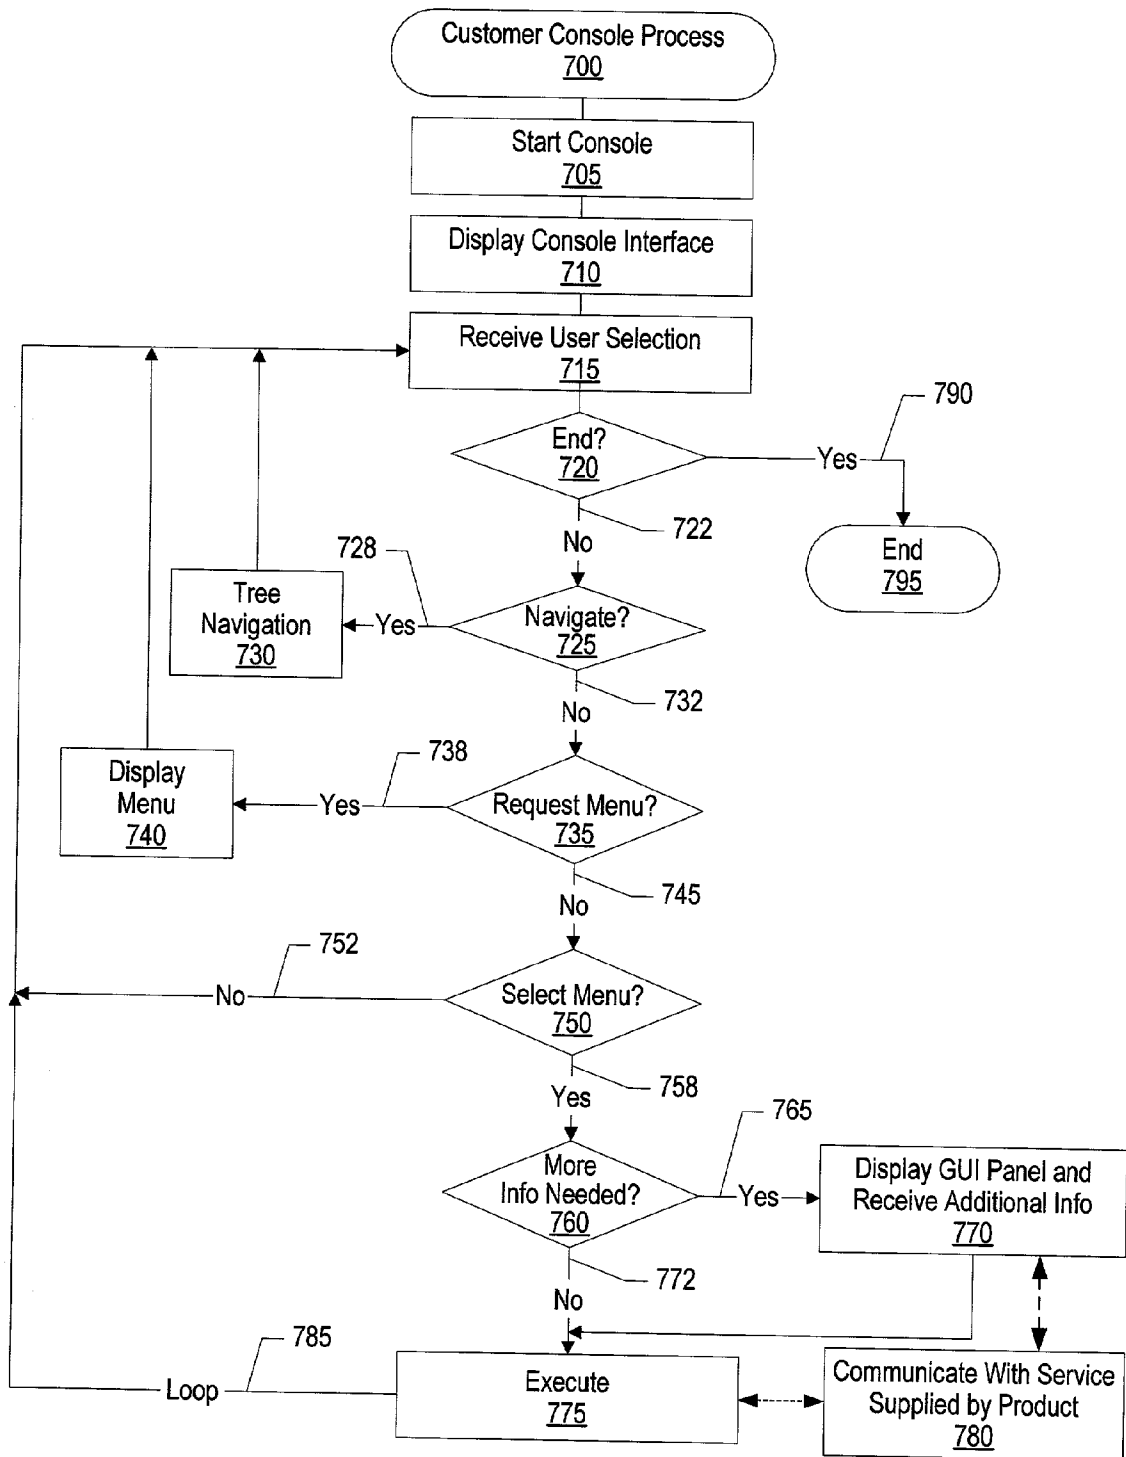 Customer Console Process
700
Start Console
705
Display Console Interface
710
Receive User Selection
715
End?
720
Yes
790
722
No
End
795
728
Tree
Navigation
730
Yes
Navigate?
725
732
No
738
Display
Menu
740
Yes
Request Menu?
735
745
No
752
No
Select Menu?
750
758
Yes
765
More
Info Needed?
760
Yes
Display GUI Panel and
Receive Additional Info
770
772
No
785
Loop
Execute
775
Communicate With Service
Supplied by Product
780